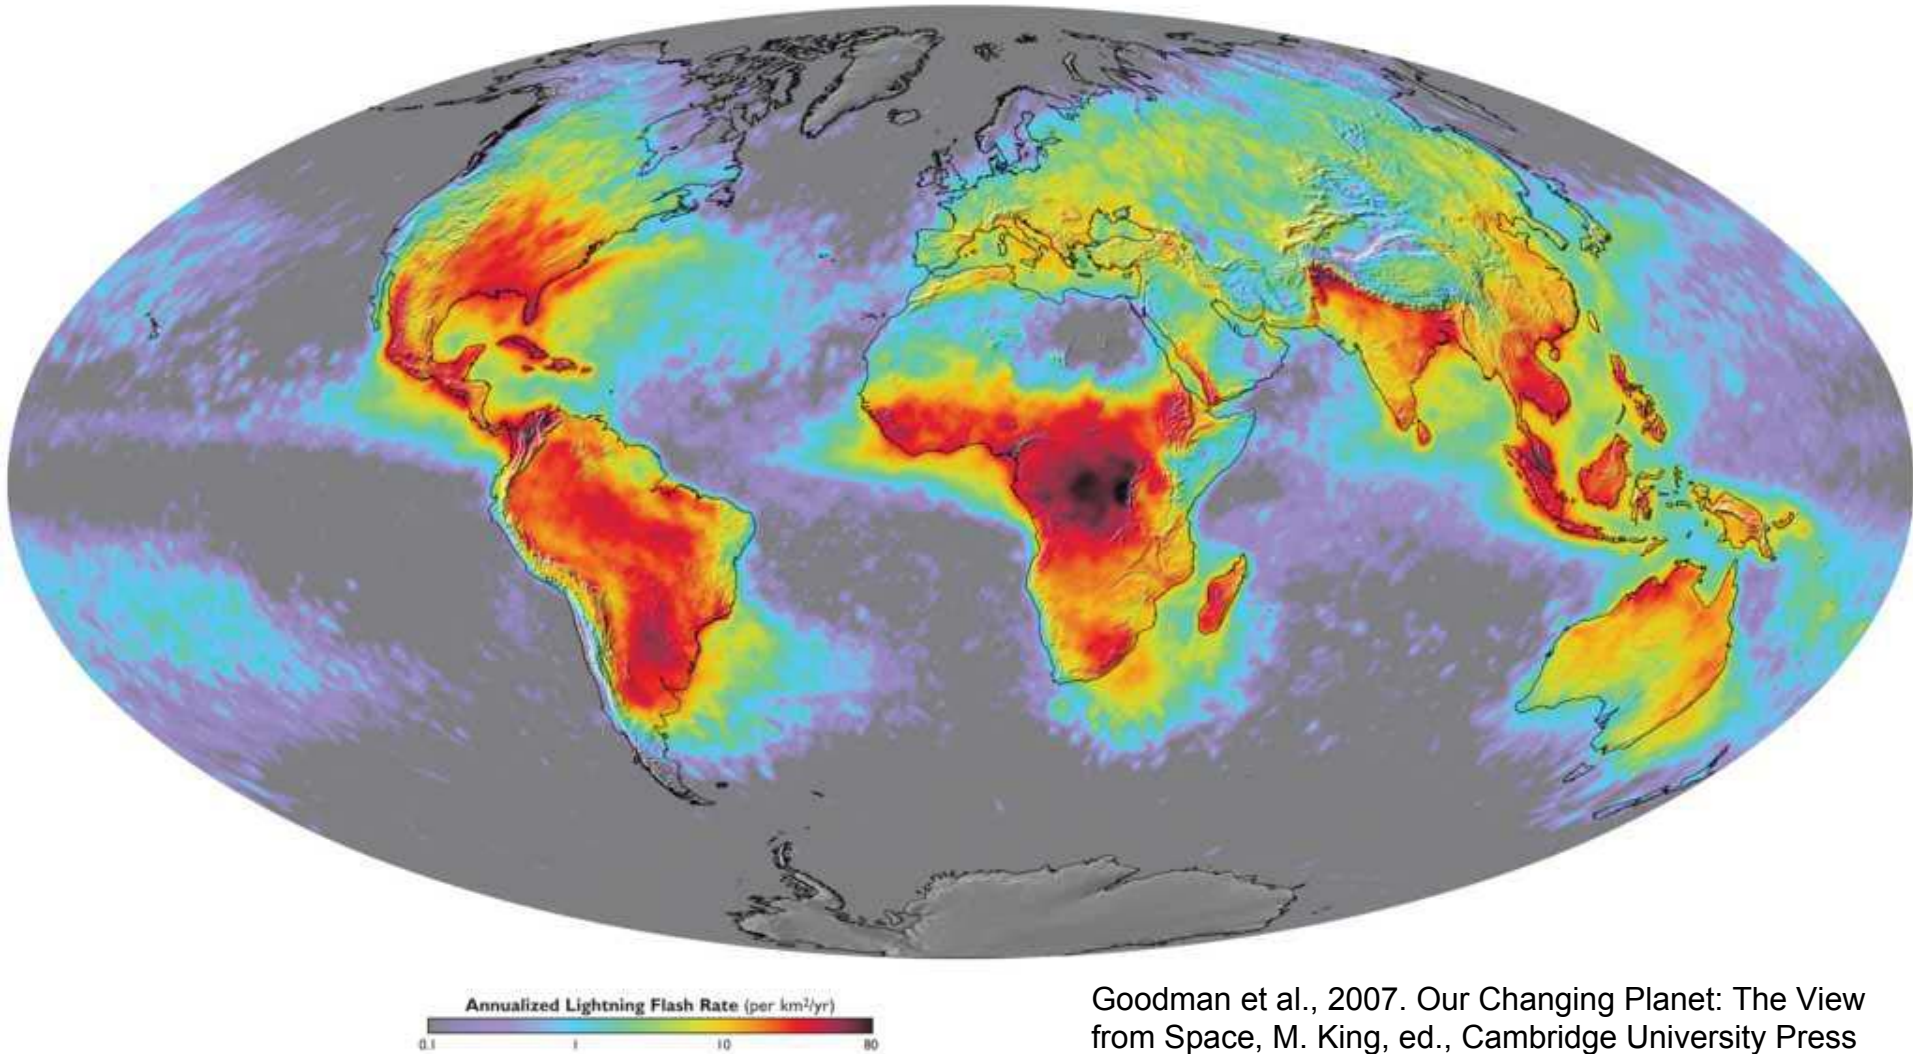 Annualized Lightning Flash Rate (per km²/yr)
0.1 1 10 80
Goodman et al., 2007. Our Changing Planet: The View
from Space, M. King, ed., Cambridge University Press